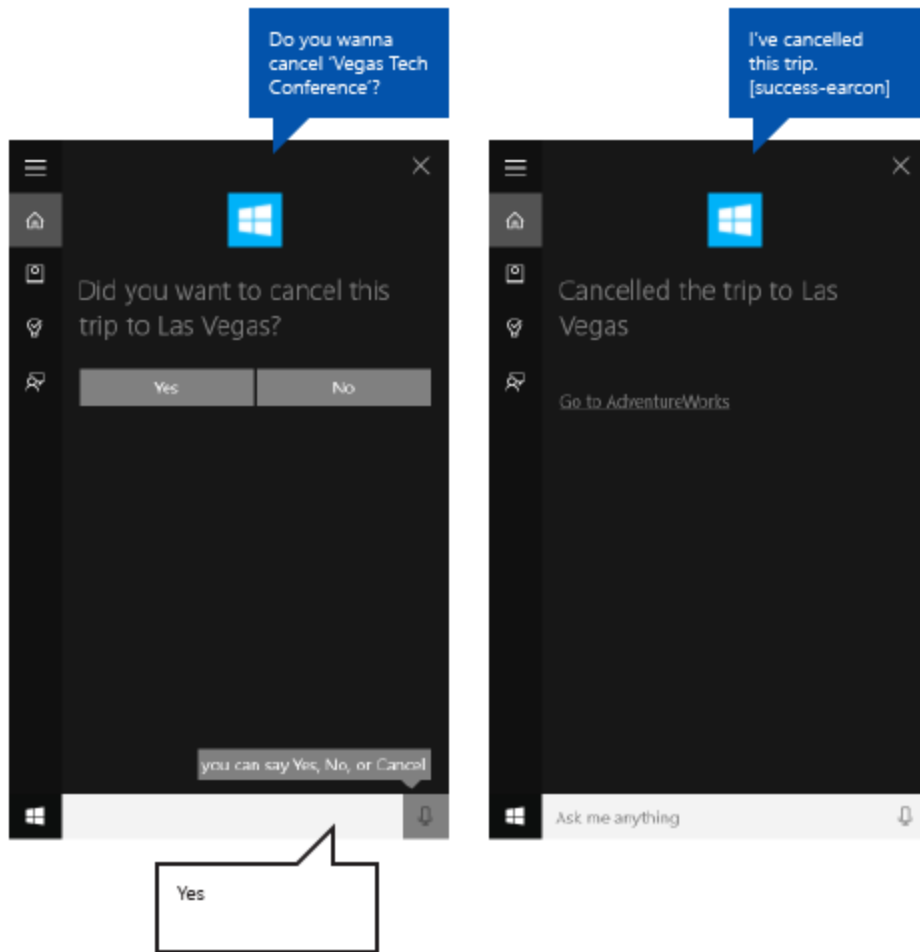 Do you wanna
cancel 'Vegas Tech
Conference'?
Did you want to cancel this
trip to Las Vegas?
Yes
No
you can say Yes, No, or Cancel
Yes
I've cancelled
this trip.
[success-earcon]
Cancelled the trip to Las
Vegas
Go to AdventureWorks
Ask me anything